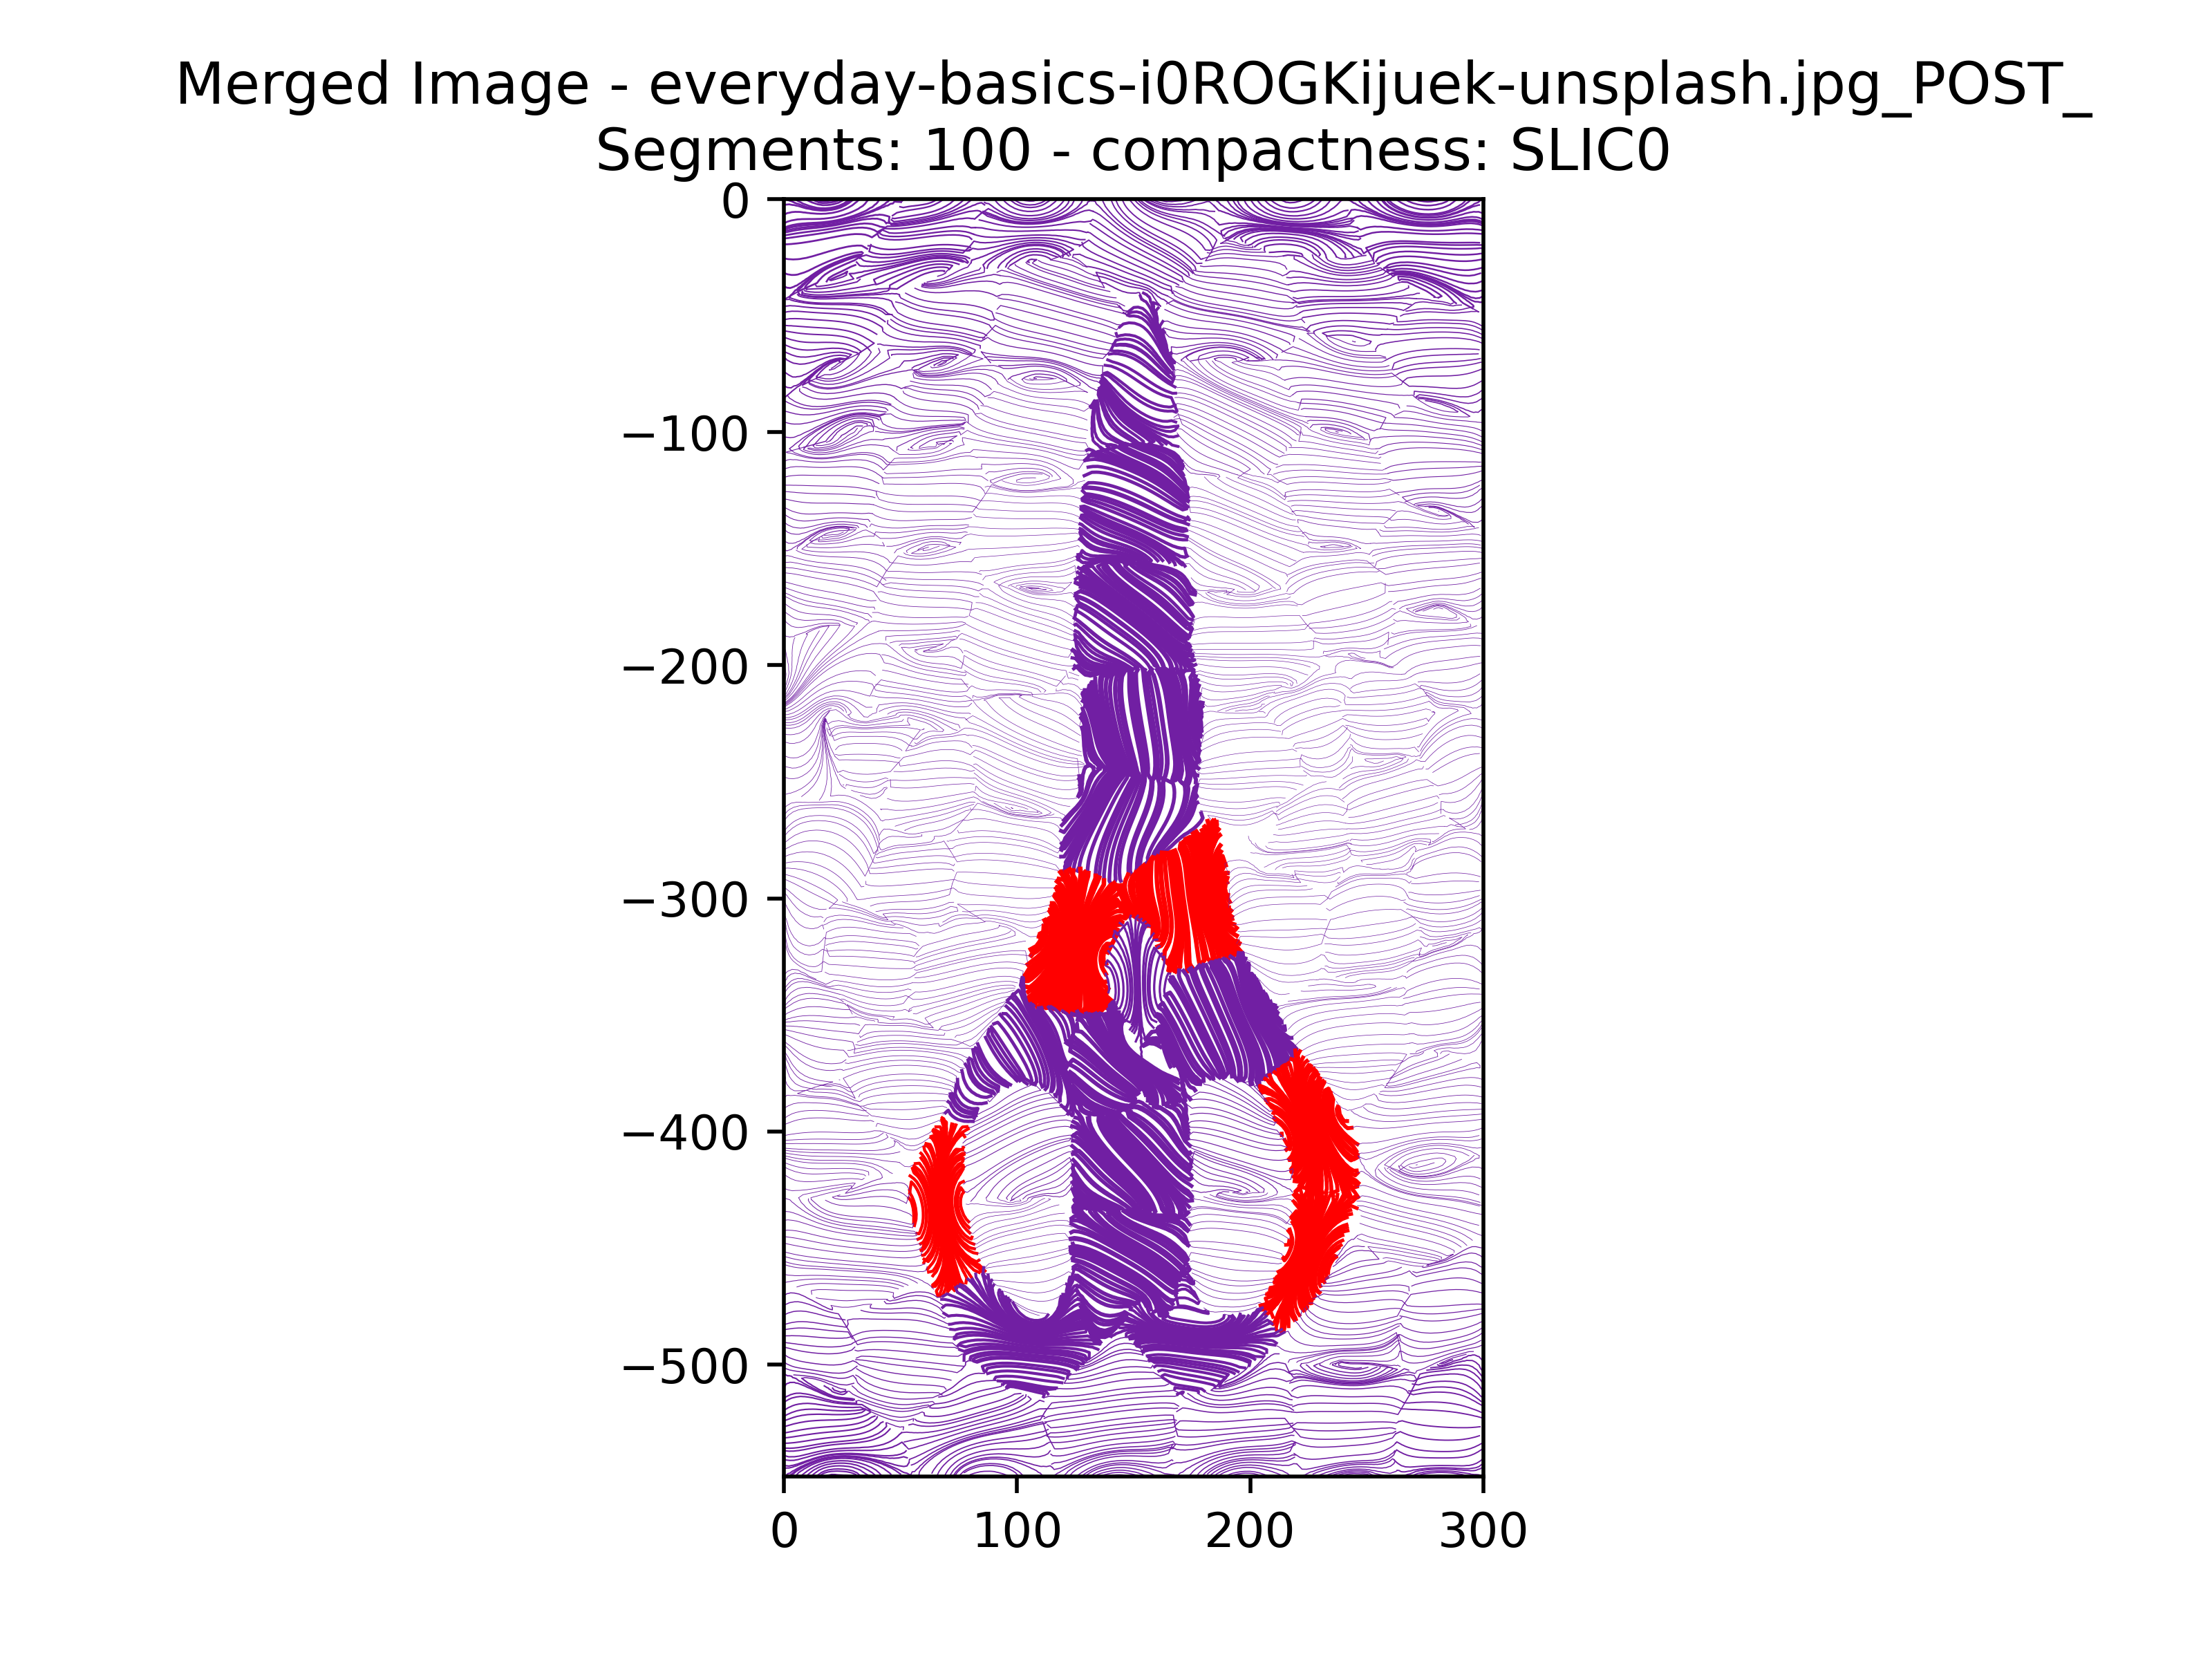 Merged Image - everyday-basics-i0ROGKijuek-unsplash.jpg_POST_
Segments: 100 - compactness: SLIC0
0
−100
−200
−300
−400
−500
0 100 200 300